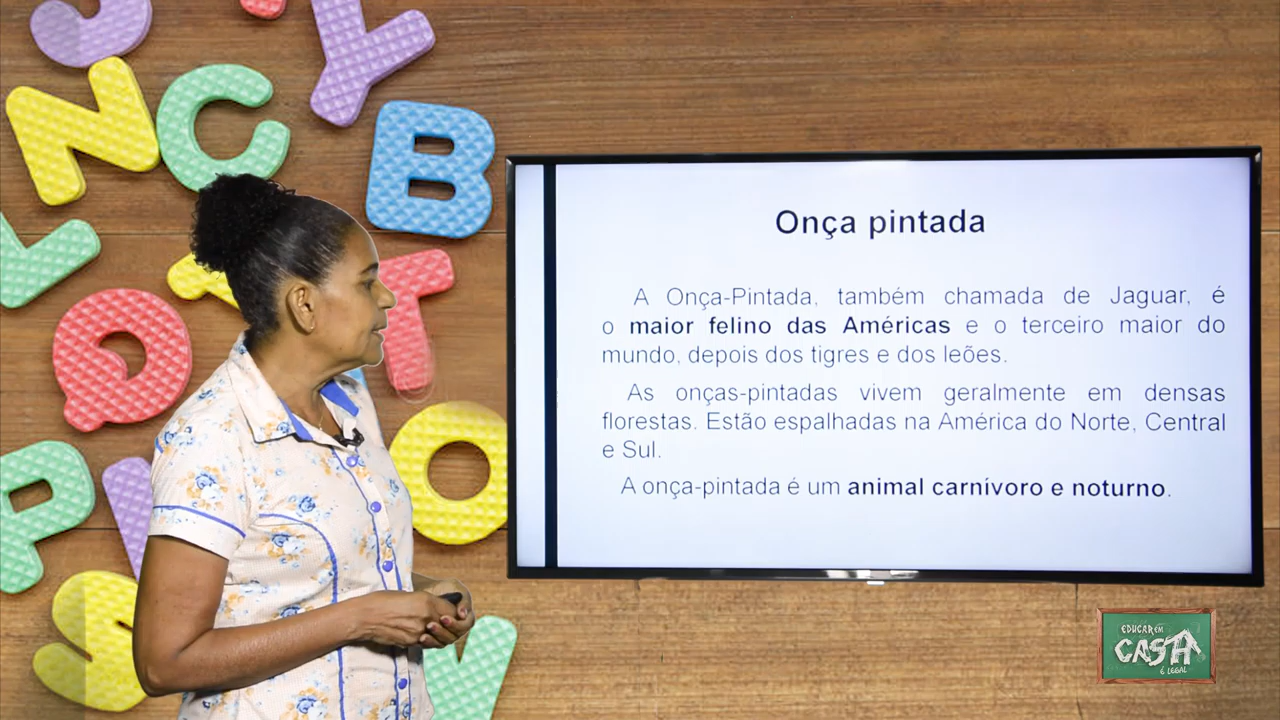 Onça pintada
A Onça-Pintada, também chamada de Jaguar, é
o maior felino das Américas e o terceiro maior do
mundo, depois dos tigres e dos leões.
As onças-pintadas vivem geralmente em densas
florestas. Estão espalhadas na América do Norte, Central
e Sul.
A onça-pintada é um animal carnívoro e noturno.
EDUCAR EM
CASA
É LEGAL
N
C
Y
B
T
O
P